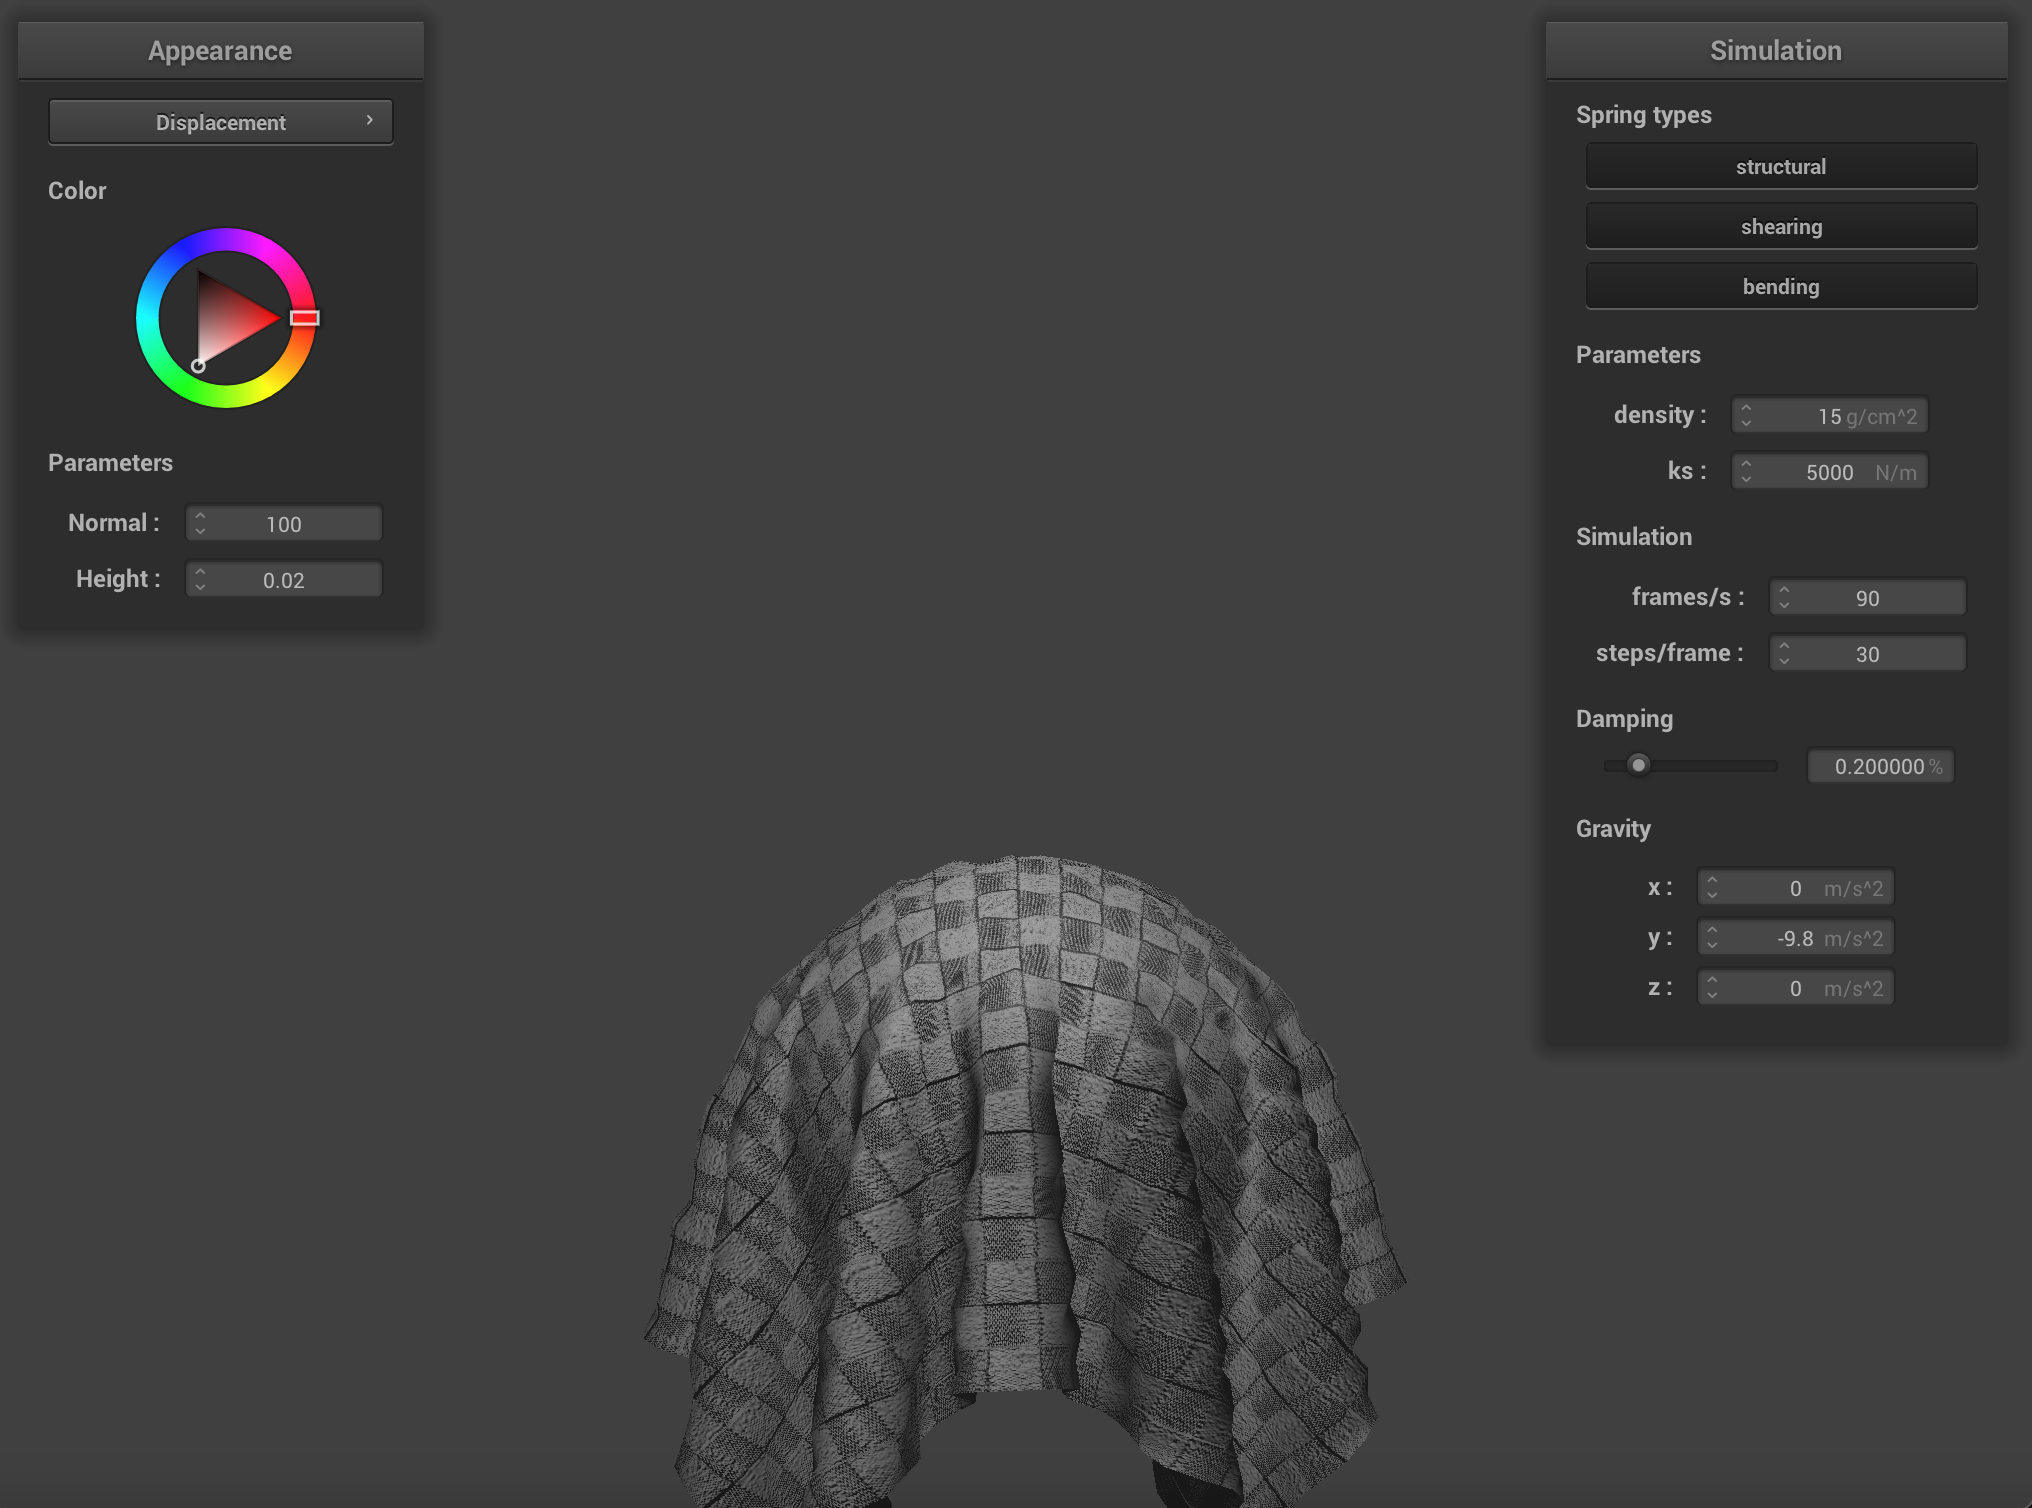 Appearance
Displacement
Color
Parameters
Normal : 100
Height : 0.02
Simulation
Spring types
structural
shearing
bending
Parameters
density : 15 g/cm^2
ks : 5000 N/m
Simulation
frames/s : 90
steps/frame : 30
Damping
0.200000 %
Gravity
x : 0 m/s^2
y : -9.8 m/s^2
z : 0 m/s^2